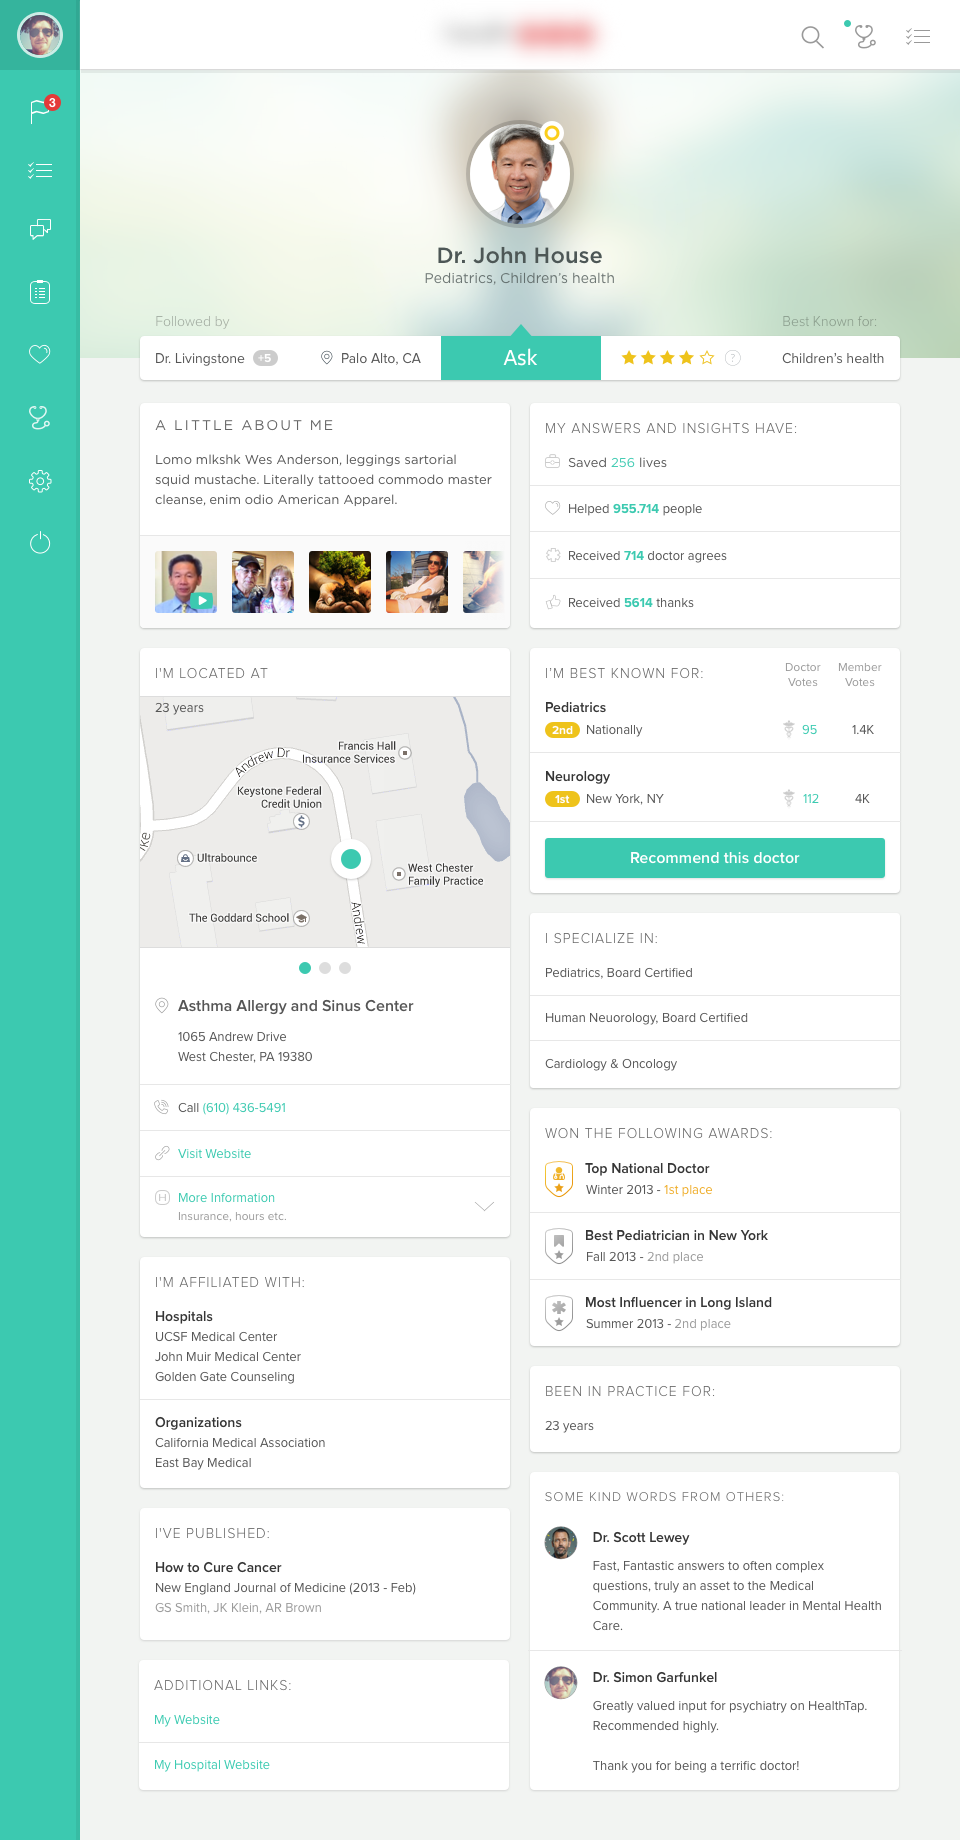 3
Dr. John House
Pediatrics, Children's health
Followed by
Best Known for:
Dr. Livingstone +5
Palo Alto, CA
Ask
?
Children's health
A LITTLE ABOUT ME
Lomo mlkshk Wes Anderson, leggings sartorial
squid mustache. Literally tattooed commodo master
cleanse, enim odio American Apparel.
MY ANSWERS AND INSIGHTS HAVE:
Saved 256 lives
Helped 955.714 people
Received 714 doctor agrees
Received 5614 thanks
I'M LOCATED AT
23 years
Andrew Dr
Francis Hall
Insurance Services
Keystone Federal
Credit Union
$
Ultrabounce
West Chester
Family Practice
The Goddard School
Andrew
Asthma Allergy and Sinus Center
1065 Andrew Drive
West Chester, PA 19380
Call (610) 436-5491
Visit Website
H
More Information
Insurance, hours etc.
I'M AFFILIATED WITH:
Hospitals
UCSF Medical Center
John Muir Medical Center
Golden Gate Counseling
Organizations
California Medical Association
East Bay Medical
I'VE PUBLISHED:
How to Cure Cancer
New England Journal of Medicine (2013 - Feb)
GS Smith, JK Klein, AR Brown
ADDITIONAL LINKS:
My Website
My Hospital Website
I'M BEST KNOWN FOR:
Doctor
Votes
Member
Votes
Pediatrics
2nd Nationally 95 1.4K
Neurology
1st New York, NY 112 4K
Recommend this doctor
I SPECIALIZE IN:
Pediatrics, Board Certified
Human Neuorology, Board Certified
Cardiology & Oncology
WON THE FOLLOWING AWARDS:
Top National Doctor
Winter 2013 - 1st place
Best Pediatrician in New York
Fall 2013 - 2nd place
Most Influencer in Long Island
Summer 2013 - 2nd place
BEEN IN PRACTICE FOR:
23 years
SOME KIND WORDS FROM OTHERS:
Dr. Scott Lewey
Fast, Fantastic answers to often complex
questions, truly an asset to the Medical
Community. A true national leader in Mental Health
Care.
Dr. Simon Garfunkel
Greatly valued input for psychiatry on HealthTap.
Recommended highly.
Thank you for being a terrific doctor!